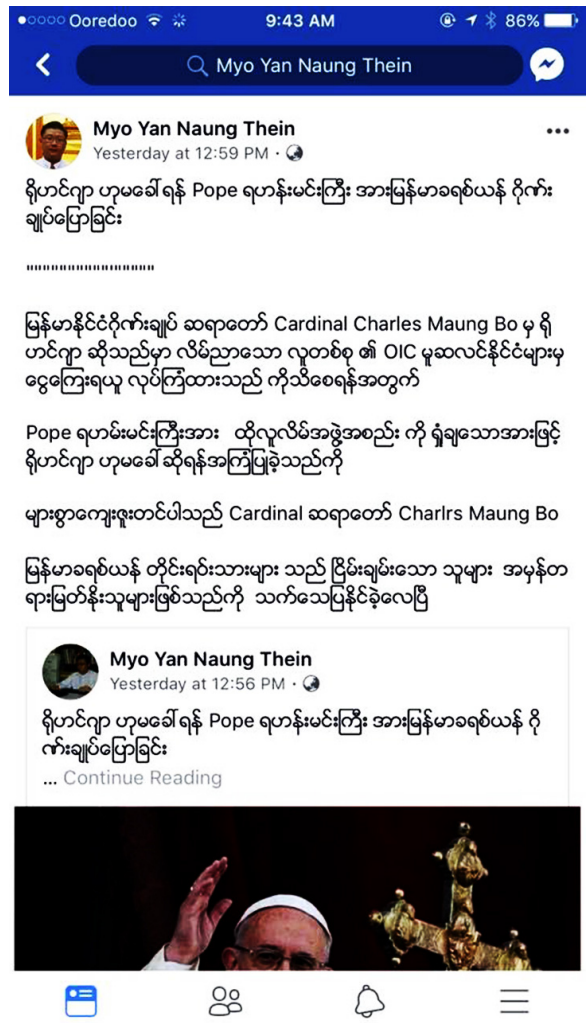 Ooredoo 9:43 AM 86%
Myo Yan Naung Thein
Myo Yan Naung Thein
Yesterday at 12:59 PM ·
ရိုဟင်ဂျာ ဟုမခေါ်ရန် Pope ရဟန်းမင်းကြီး အားမြန်မာခရစ်ယန် ဂိုဏ်း
ချုပ်ပြောခြင်း
"""""""""""""""""""
မြန်မာနိုင်ငံဂိုဏ်းချုပ် ဆရာတော် Cardinal Charles Maung Bo မှ ရို
ဟင်ဂျာ ဆိုသည်မှာ လိမ်ညာသော လူတစ်စု ၏ OIC မူဆလင်နိုင်ငံများမှ
ငွေကြေးရယူ လုပ်ကြံထားသည် ကိုသိစေရန်အတွက်
Pope ရဟမ်းမင်းကြီးအား ထိုလူလိမ်အဖွဲ့အစည်း ကို ရှုံချသောအားဖြင့်
ရိုဟင်ဂျာ ဟုမခေါ်ဆိုရန်အကြံပြုခဲ့သည်ကို
များစွာကျေးဇူးတင်ပါသည် Cardinal ဆရာတော် Charlrs Maung Bo
မြန်မာခရစ်ယန် တိုင်းရင်းသားများ သည် ငြိမ်းချမ်းသော သူများ အမှန်တ
ရားမြတ်နိုးသူများဖြစ်သည်ကို သက်သေပြနိုင်ခဲ့လေပြီ
Myo Yan Naung Thein
Yesterday at 12:56 PM ·
ရိုဟင်ဂျာ ဟုမခေါ်ရန် Pope ရဟန်းမင်းကြီး အားမြန်မာခရစ်ယန် ဂို
ဏ်းချုပ်ပြောခြင်း
... Continue Reading